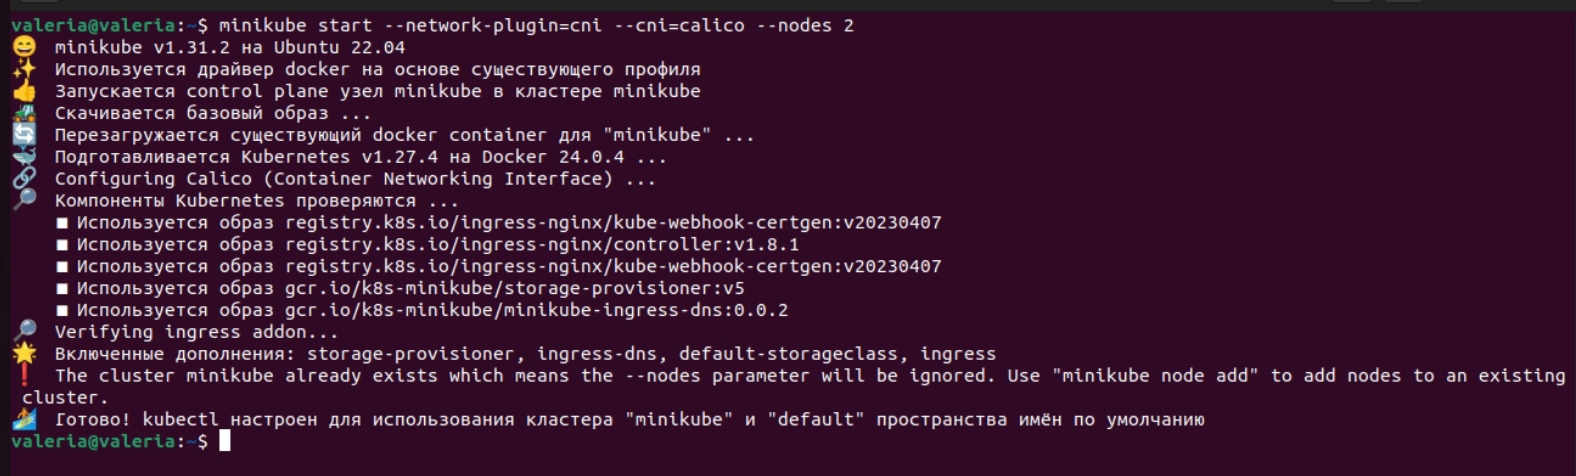 valeria@valeria:~$ minikube start --network-plugin=cni --cni=calico --nodes 2
minikube v1.31.2 на Ubuntu 22.04
Используется драйвер docker на основе существующего профиля
Запускается control plane узел minikube в кластере minikube
Скачивается базовый образ ...
Перезагружается существующий docker container для "minikube" ...
Подготавливается Kubernetes v1.27.4 на Docker 24.0.4 ...
Configuring Calico (Container Networking Interface) ...
Компоненты Kubernetes проверяются ...
■ Используется образ registry.k8s.io/ingress-nginx/kube-webhook-certgen:v20230407
■ Используется образ registry.k8s.io/ingress-nginx/controller:v1.8.1
■ Используется образ registry.k8s.io/ingress-nginx/kube-webhook-certgen:v20230407
■ Используется образ gcr.io/k8s-minikube/storage-provisioner:v5
■ Используется образ gcr.io/k8s-minikube/minikube-ingress-dns:0.0.2
Verifying ingress addon...
Включенные дополнения: storage-provisioner, ingress-dns, default-storageclass, ingress
The cluster minikube already exists which means the --nodes parameter will be ignored. Use "minikube node add" to add nodes to an existing
cluster.
Готово! kubectl настроен для использования кластера "minikube" и "default" пространства имён по умолчанию
valeria@valeria:~$